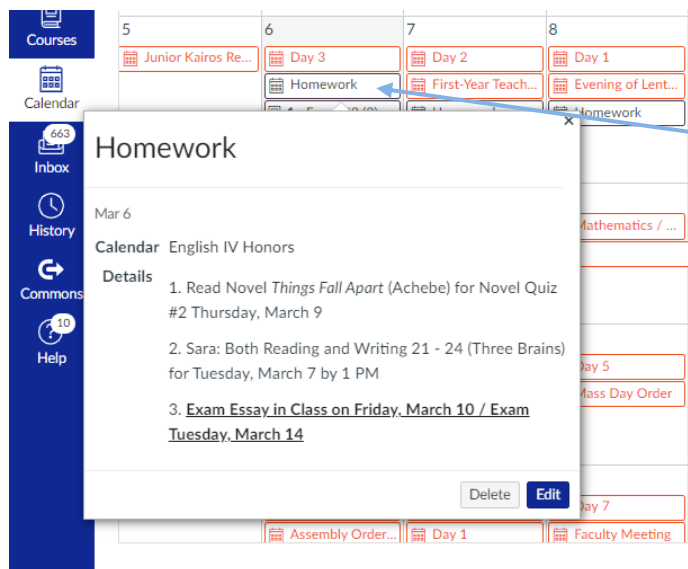 Courses
Calendar
663
Inbox
History
Commons
10
Help
5
6
7
8
Junior Kairos Re...
Day 3
Day 2
Day 1
Homework
First-Year Teach...
Evening of Lent...
Homework
Homework
Mar 6
Calendar English IV Honors
Details
1. Read Novel Things Fall Apart (Achebe) for Novel Quiz
#2 Thursday, March 9
2. Sara: Both Reading and Writing 21 - 24 (Three Brains)
for Tuesday, March 7 by 1 PM
3. Exam Essay in Class on Friday, March 10 / Exam
Tuesday, March 14
Delete
Edit
Mathematics / ...
Day 5
Mass Day Order
Day 7
Assembly Order...
Day 1
Faculty Meeting